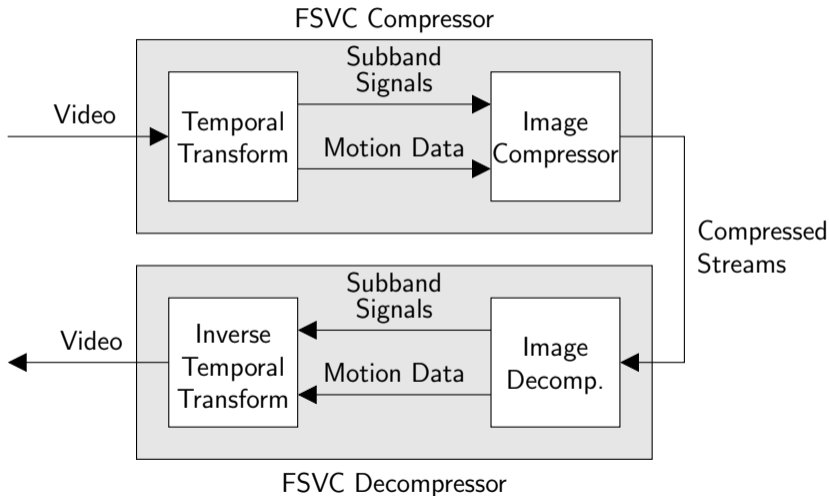 FSVC Compressor
Subband
Signals
Video
Temporal
Transform
Motion Data
Image
Compressor
Compressed
Streams
Subband
Signals
Video
Inverse
Temporal
Transform
Motion Data
Image
Decomp.
FSVC Decompressor